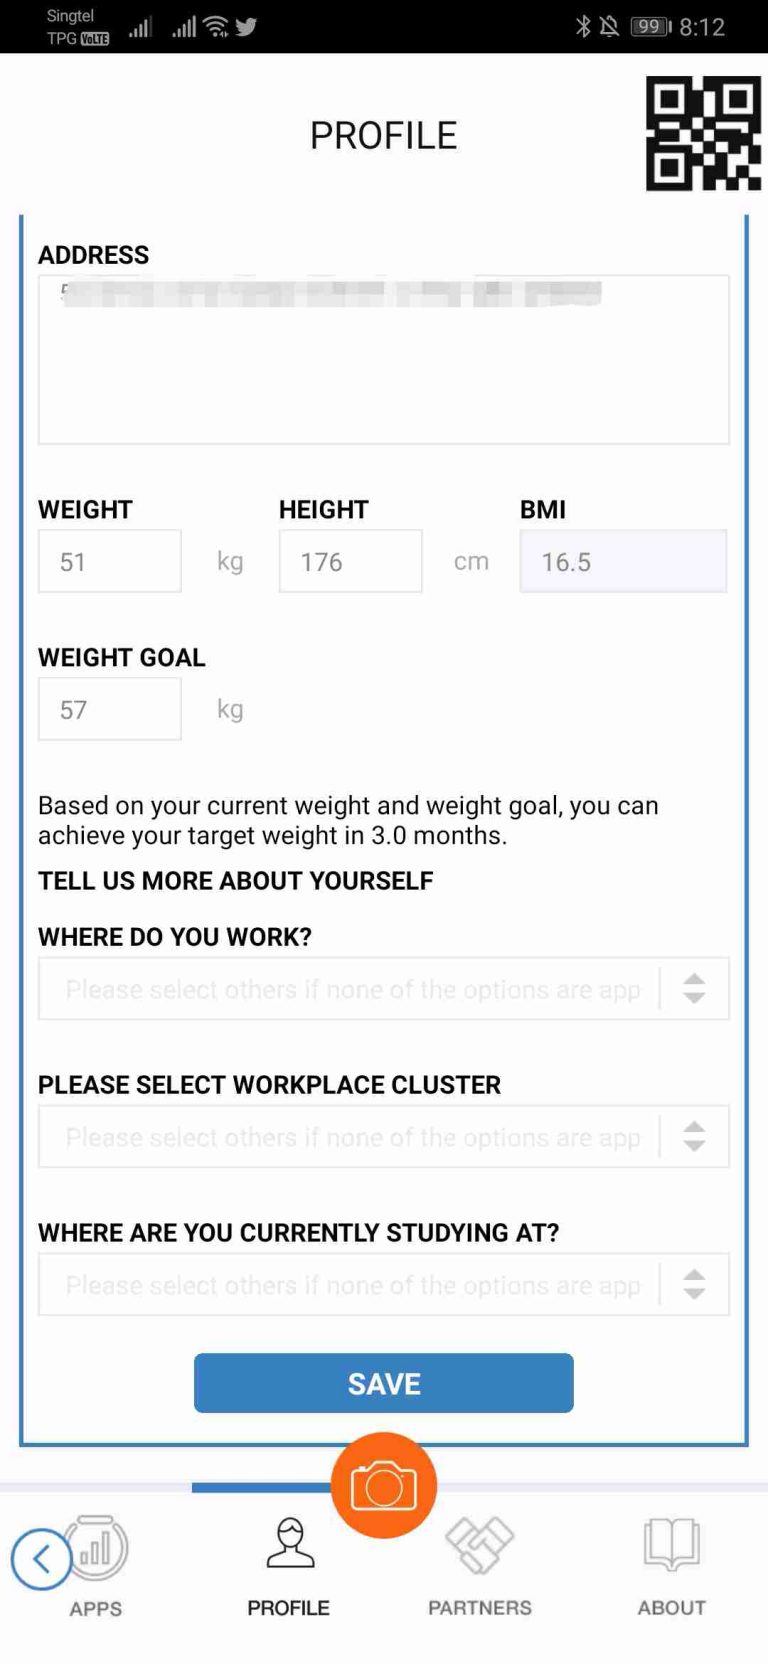 Singtel
TPG VoLTE
99 8:12
PROFILE
ADDRESS
WEIGHT HEIGHT BMI
51 kg 176 cm 16.5
WEIGHT GOAL
57 kg
Based on your current weight and weight goal, you can
achieve your target weight in 3.0 months.
TELL US MORE ABOUT YOURSELF
WHERE DO YOU WORK?
Please select others if none of the options are app
PLEASE SELECT WORKPLACE CLUSTER
Please select others if none of the options are app
WHERE ARE YOU CURRENTLY STUDYING AT?
Please select others if none of the options are app
SAVE
APPS PROFILE PARTNERS ABOUT